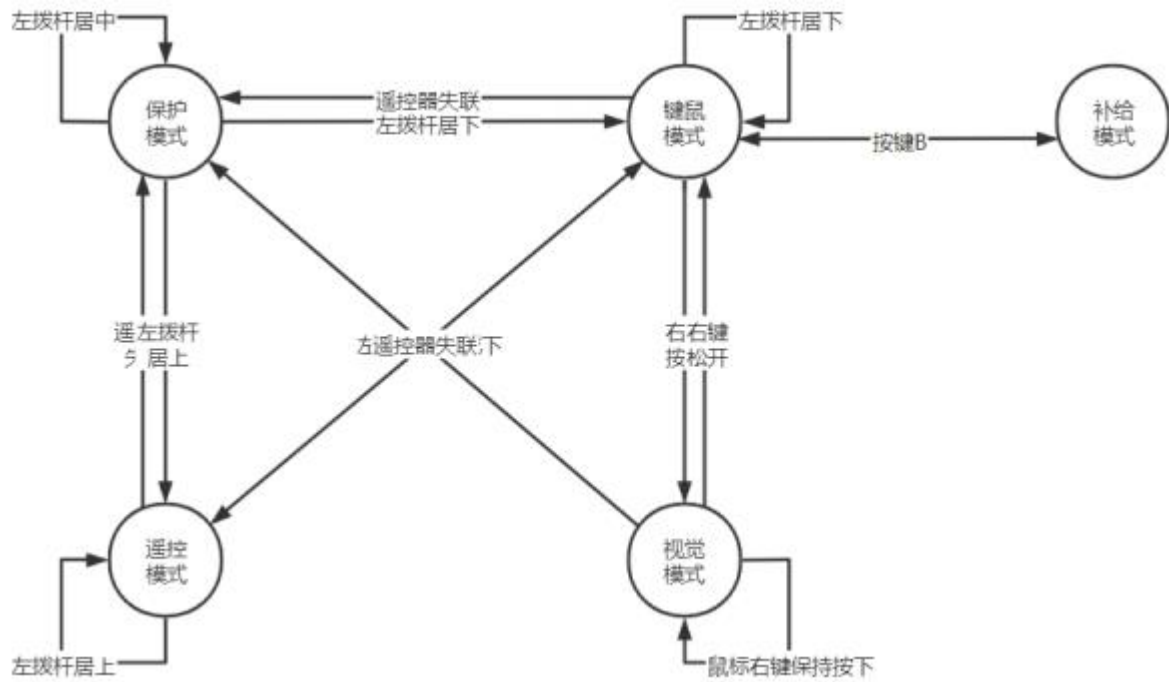 左拨杆居中
左拨杆居下
保护
模式
遥控器失联
左拨杆居下
键鼠
模式
按键B
补给
模式
遥左拨杆
居上
左遥控器失联下
右右键
按松开
遥控
模式
视觉
模式
左拨杆居上
鼠标右键保持按下